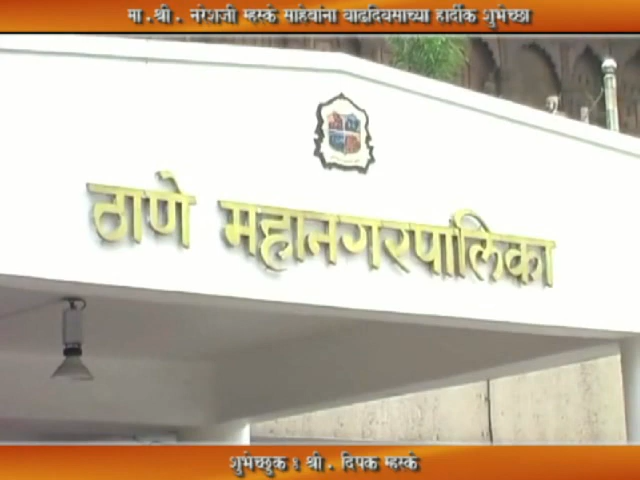 मा.श्री. नरेशजी म्हस्के साहेबांना वाढदिवसाच्या हार्दीक शुभेच्छा
ठाणे महानगरपालिका
शुभेच्छुक : श्री. दिपक म्हस्के